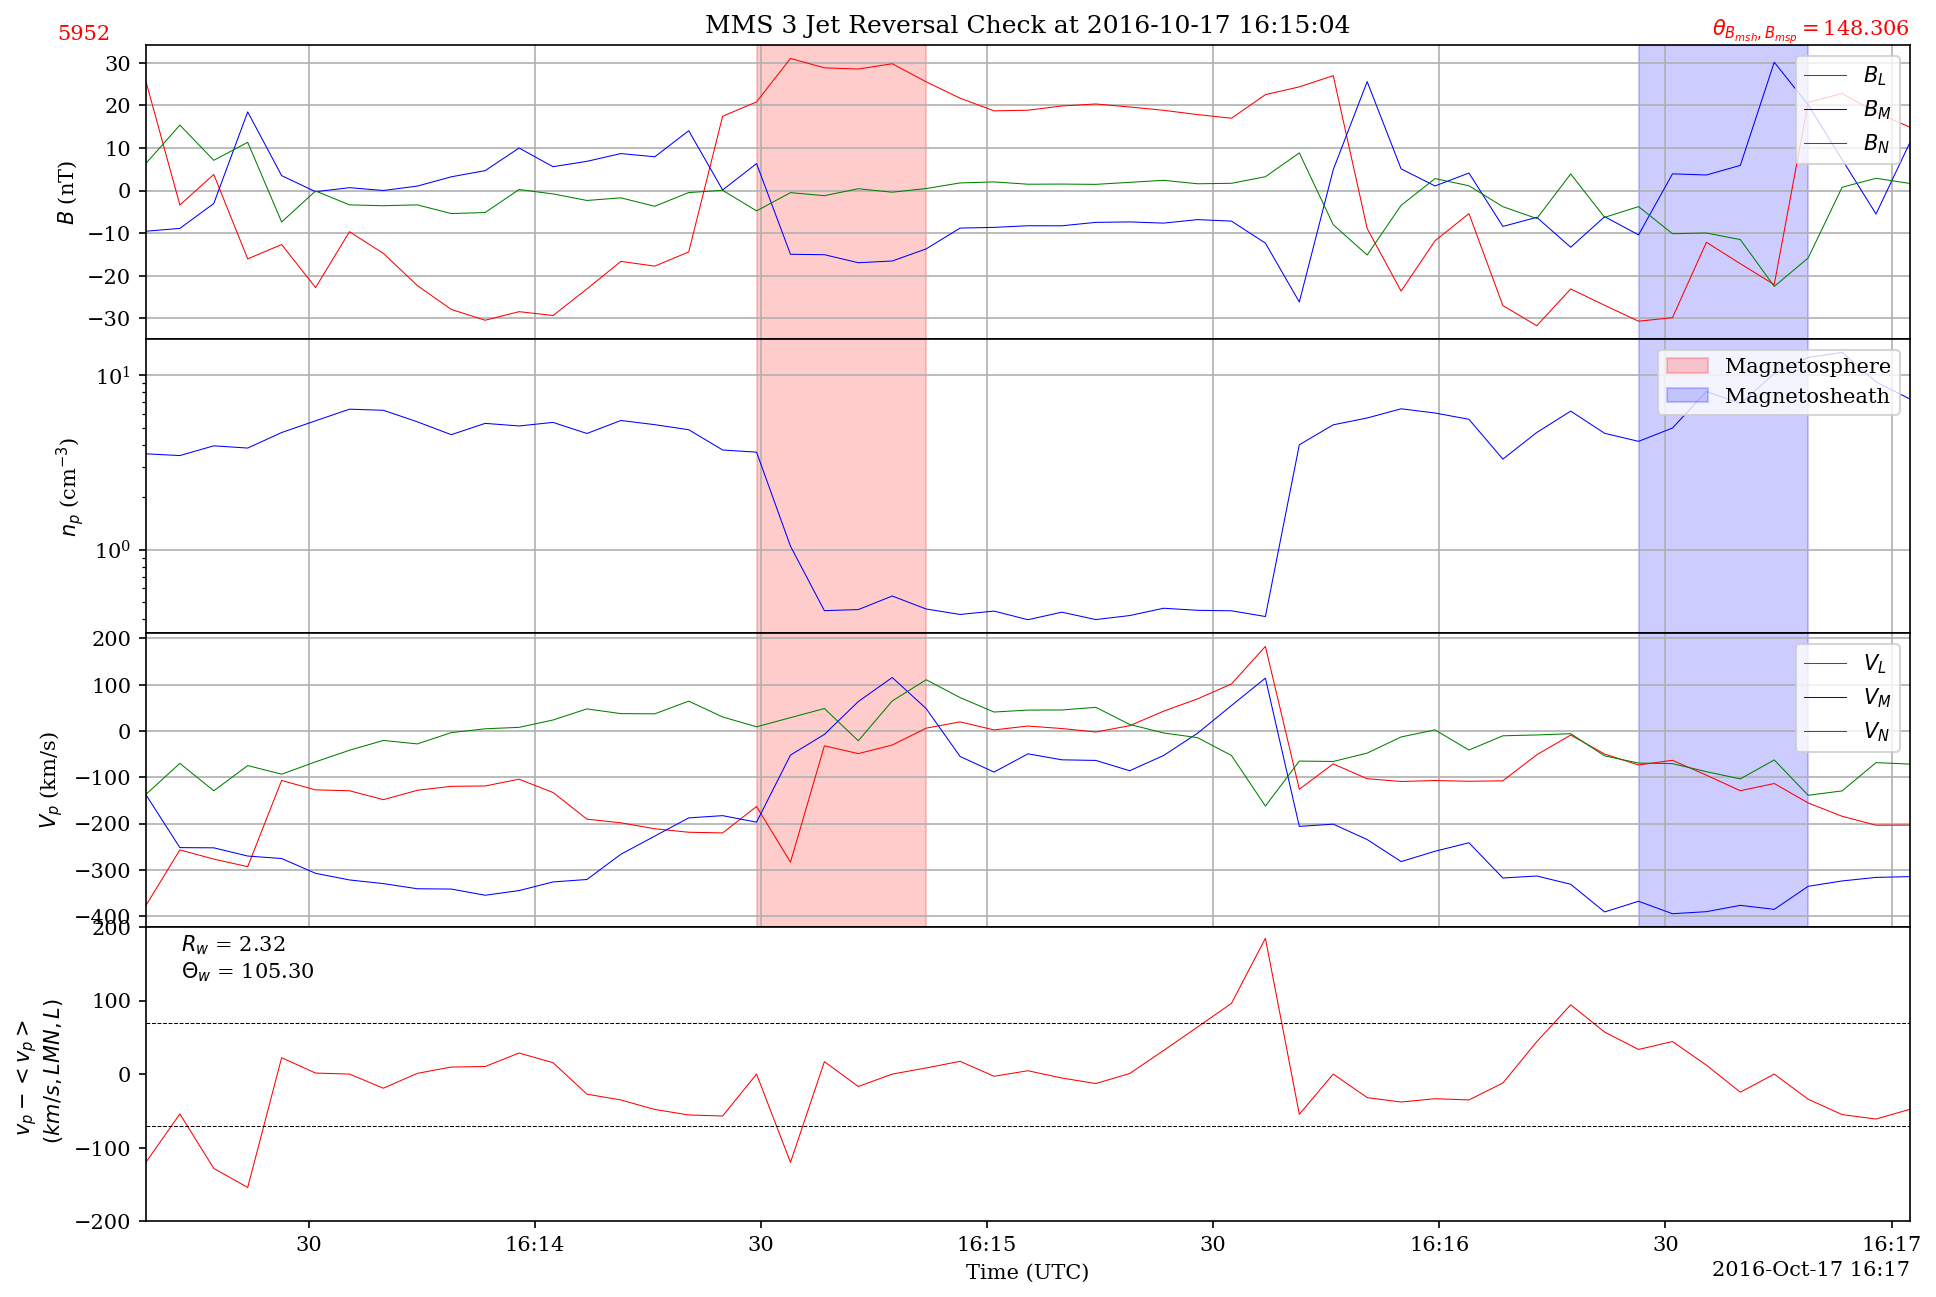 MMS 3 Jet Reversal Check at 2016-10-17 16:15:04
5952
θ_{B_{msh}, B_{msp}} = 148.306
30
20
10
0
−10
−20
−30
B (nT)
B_L
B_M
B_N
10^1
10^0
n_p (cm^{−3})
Magnetosphere
Magnetosheath
200
100
0
−100
−200
−300
−400
V_p (km/s)
V_L
V_M
V_N
200
100
0
−100
−200
v_p − < v_p >
(km/s, LMN, L)
R_w = 2.32
Θ_w = 105.30
30 16:14 30 16:15 30 16:16 30 16:17
Time (UTC)
2016-Oct-17 16:17